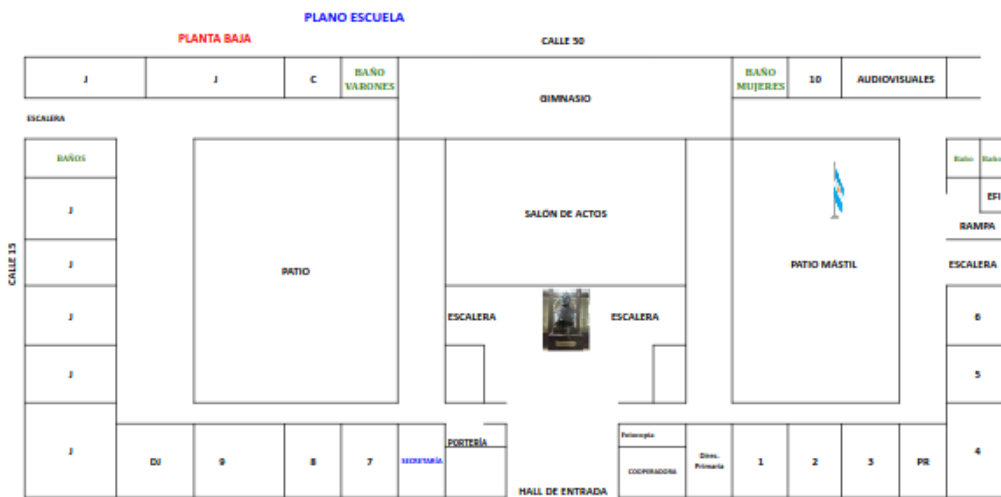 PLANO ESCUELA
PLANTA BAJA
CALLE 50
J
J
C
BAÑO
VARONES
GIMNASIO
BAÑO
MUJERES
10
AUDIOVISUALES
ESCALERA
BAÑOS
Baño
Baño
J
SALÓN DE ACTOS
EFI
RAMPA
CALLE 15
J
PATIO
PATIO MÁSTIL
ESCALERA
J
ESCALERA
ESCALERA
6
J
5
J
DJ
9
8
7
SECRETARÍA
PORTERÍA
Fotocopia
COOPERADORA
Direc.
Primaria
1
2
3
PR
4
HALL DE ENTRADA